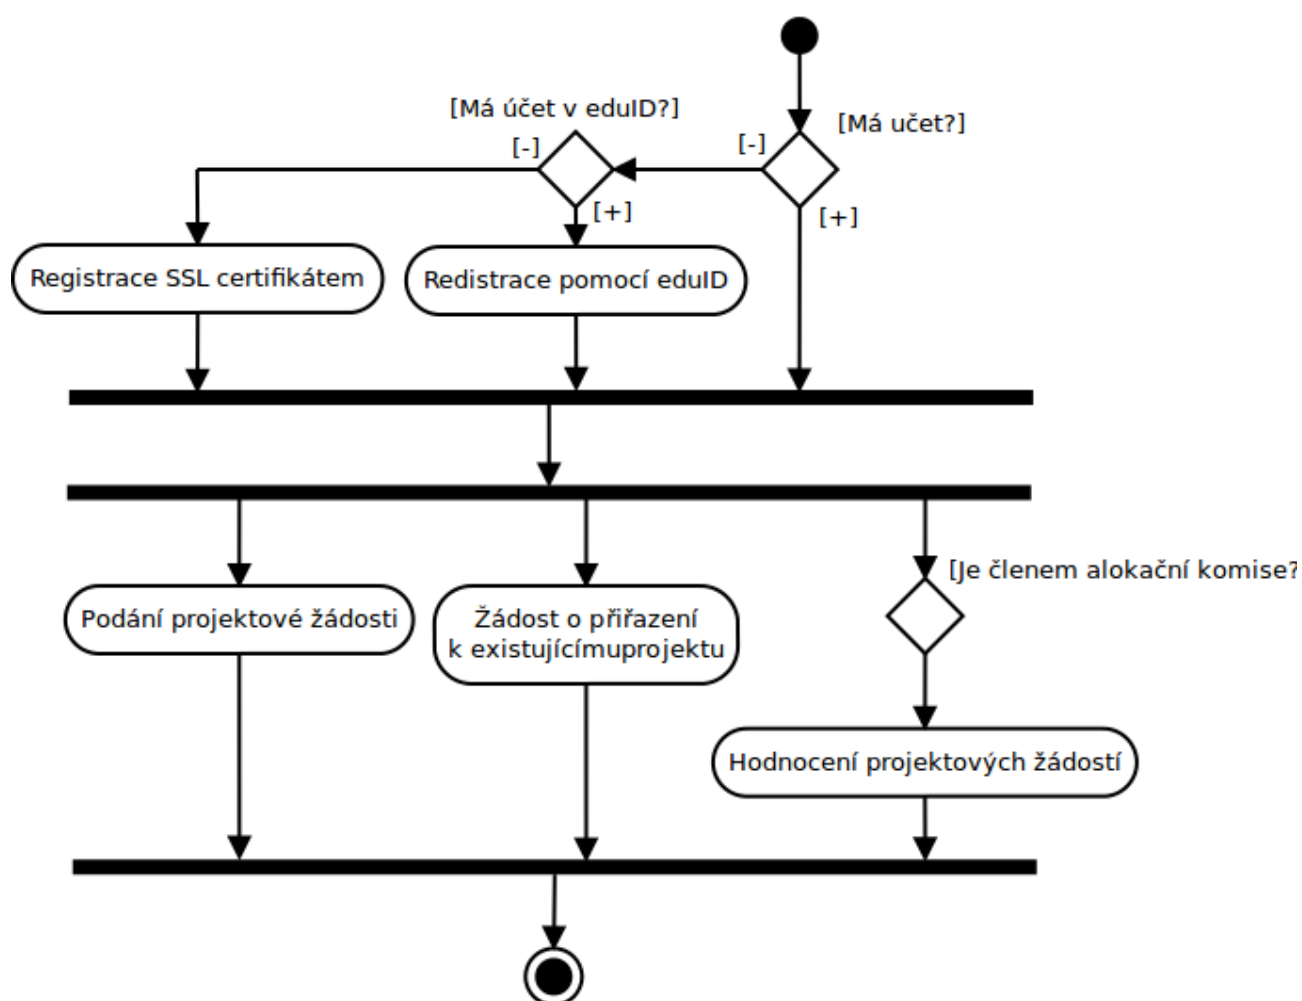 [Má účet v eduID?]
[Má učet?]
[-]
[-]
[+]
[+]
Registrace SSL certifikátem
Redistrace pomocí eduID
[Je členem alokační komise?
Podání projektové žádosti
Žádost o přiřazení
k existujícímuprojektu
Hodnocení projektových žádostí